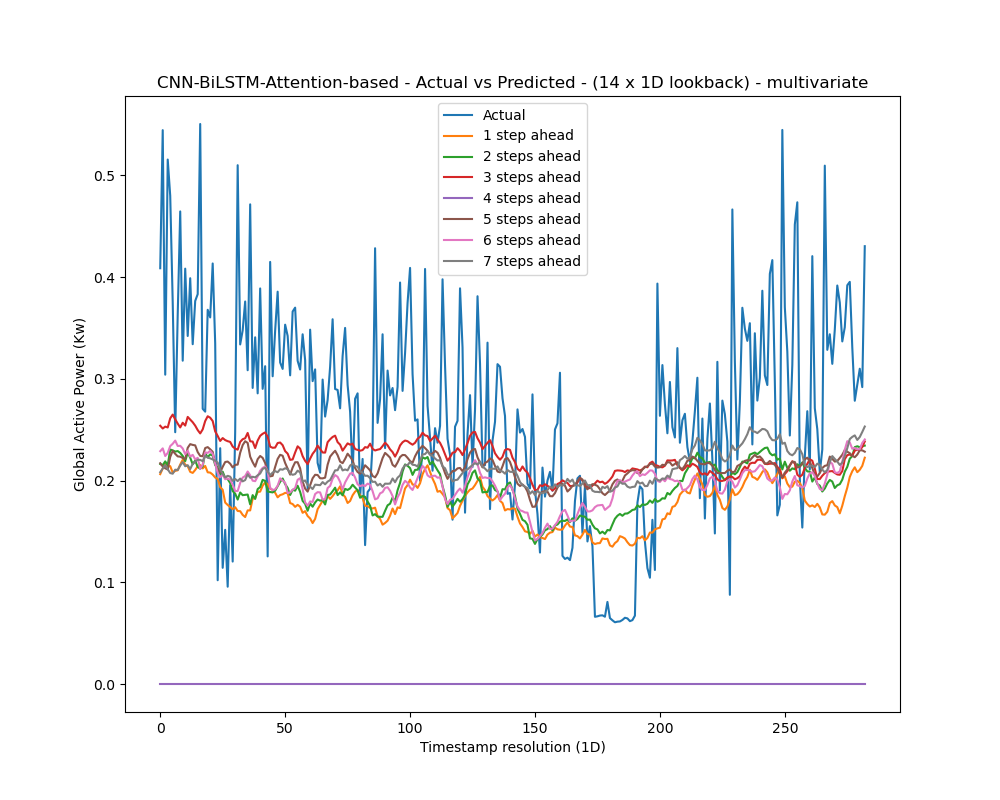 CNN-BiLSTM-Attention-based - Actual vs Predicted - (14 x 1D lookback) - multivariate
Actual
1 step ahead
2 steps ahead
3 steps ahead
4 steps ahead
5 steps ahead
6 steps ahead
7 steps ahead
Global Active Power (Kw)
0.5
0.4
0.3
0.2
0.1
0.0
0
50
100
150
200
250
Timestamp resolution (1D)